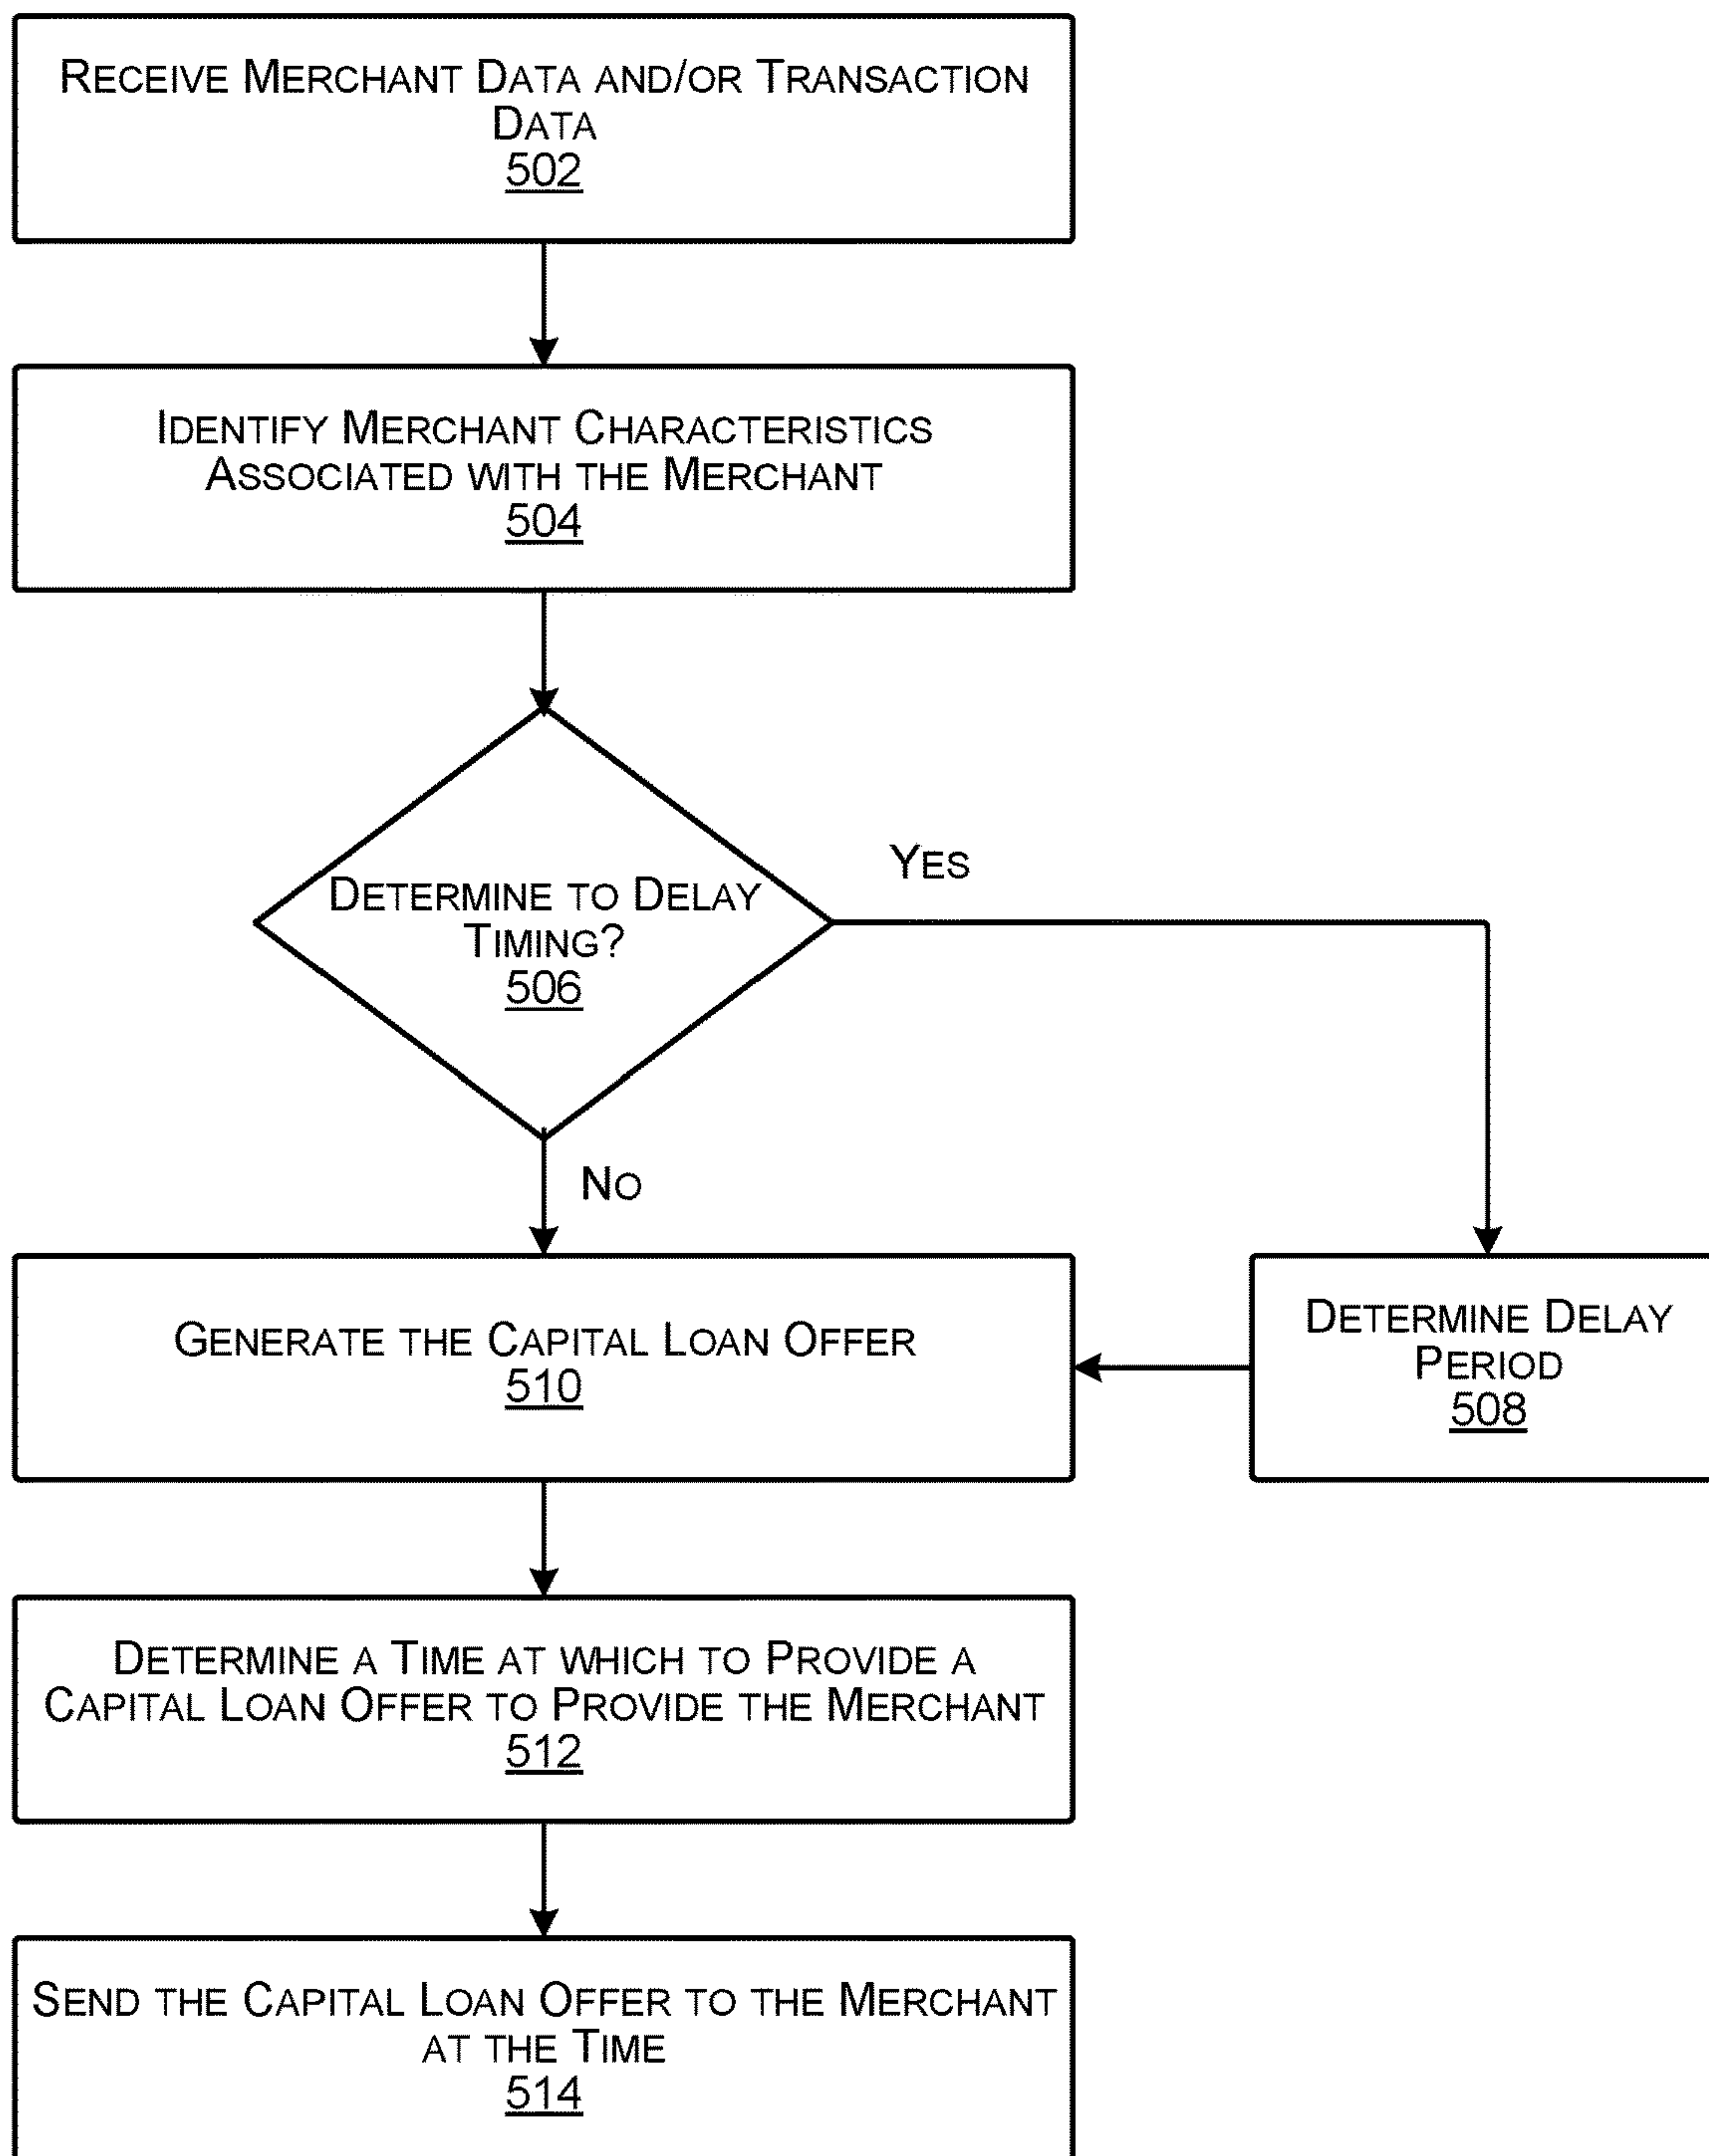 RECEIVE MERCHANT DATA AND/OR TRANSACTION
DATA
502
IDENTIFY MERCHANT CHARACTERISTICS
ASSOCIATED WITH THE MERCHANT
504
DETERMINE TO DELAY
TIMING?
506
YES
NO
GENERATE THE CAPITAL LOAN OFFER
510
DETERMINE DELAY
PERIOD
508
DETERMINE A TIME AT WHICH TO PROVIDE A
CAPITAL LOAN OFFER TO PROVIDE THE MERCHANT
512
SEND THE CAPITAL LOAN OFFER TO THE MERCHANT
AT THE TIME
514